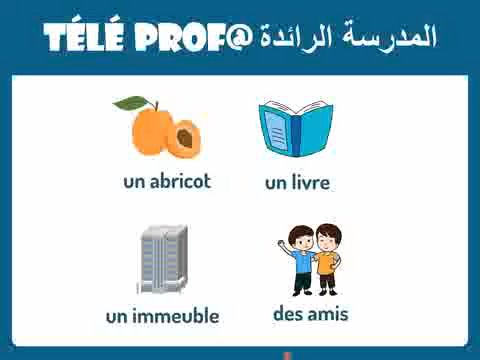 TÉLÉ PROF@ المدرسة الرائدة
un abricot
un livre
un immeuble
des amis